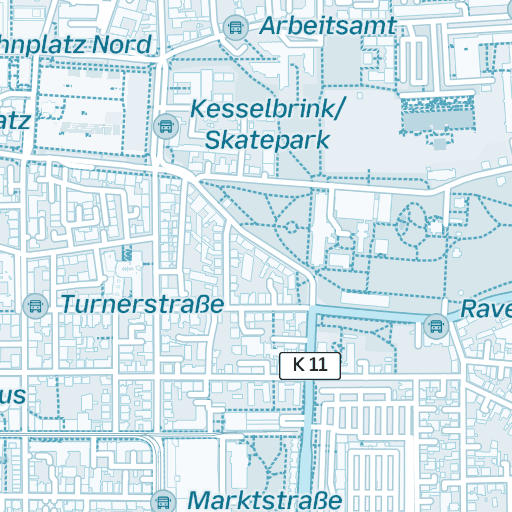 Arbeitsamt
hnplatz Nord
Kesselbrink/
Skatepark
atz
Turnerstraße
Rave
K 11
us
Marktstraße